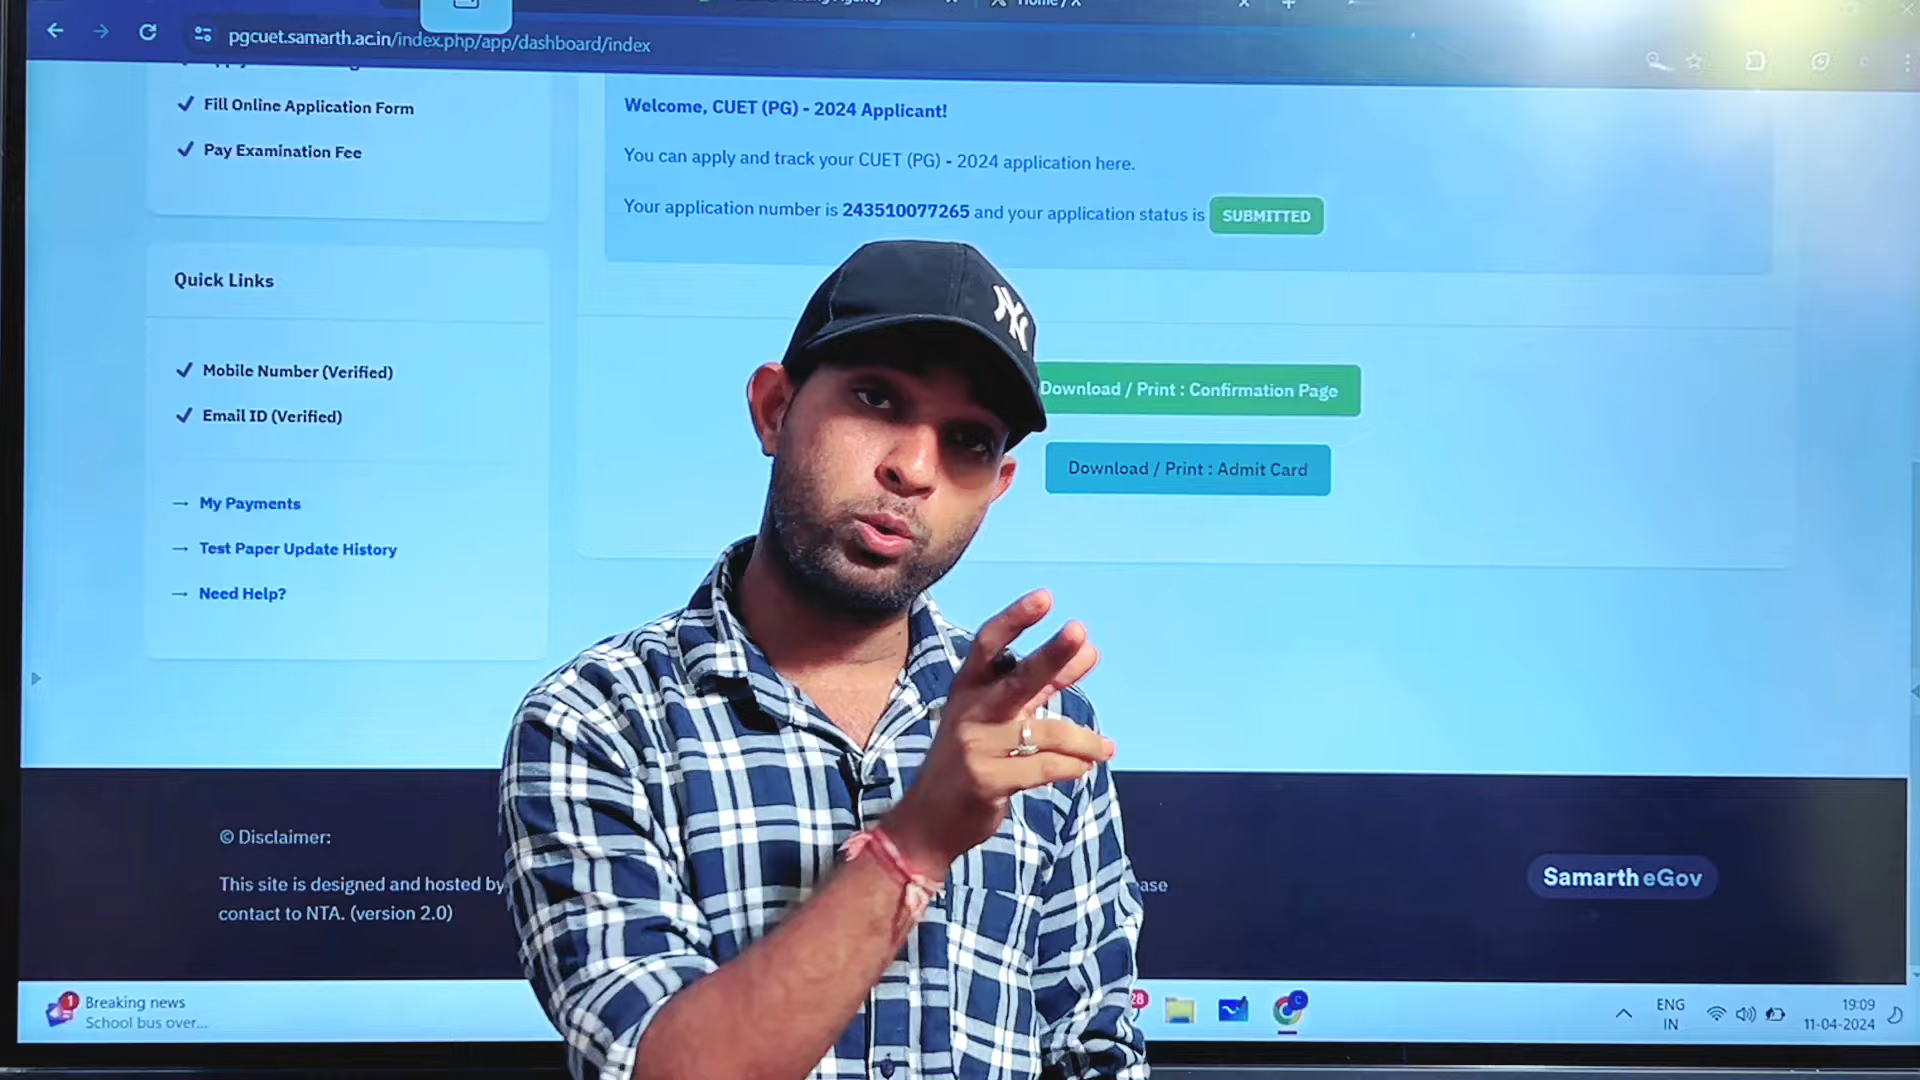 Home / X
pgcuet.samarth.ac.in/index.php/app/dashboard/index
Fill Online Application Form
Pay Examination Fee
Welcome, CUET (PG) - 2024 Applicant!
You can apply and track your CUET (PG) - 2024 application here.
Your application number is 243510077265 and your application status is SUBMITTED
Quick Links
Mobile Number (Verified)
Email ID (Verified)
My Payments
Test Paper Update History
Need Help?
Download / Print : Confirmation Page
Download / Print : Admit Card
NY
© Disclaimer:
This site is designed and hosted by
contact to NTA. (version 2.0)
Samarth eGov
1
Breaking news
School bus over...
28
C
ENG
IN
19:09
11-04-2024